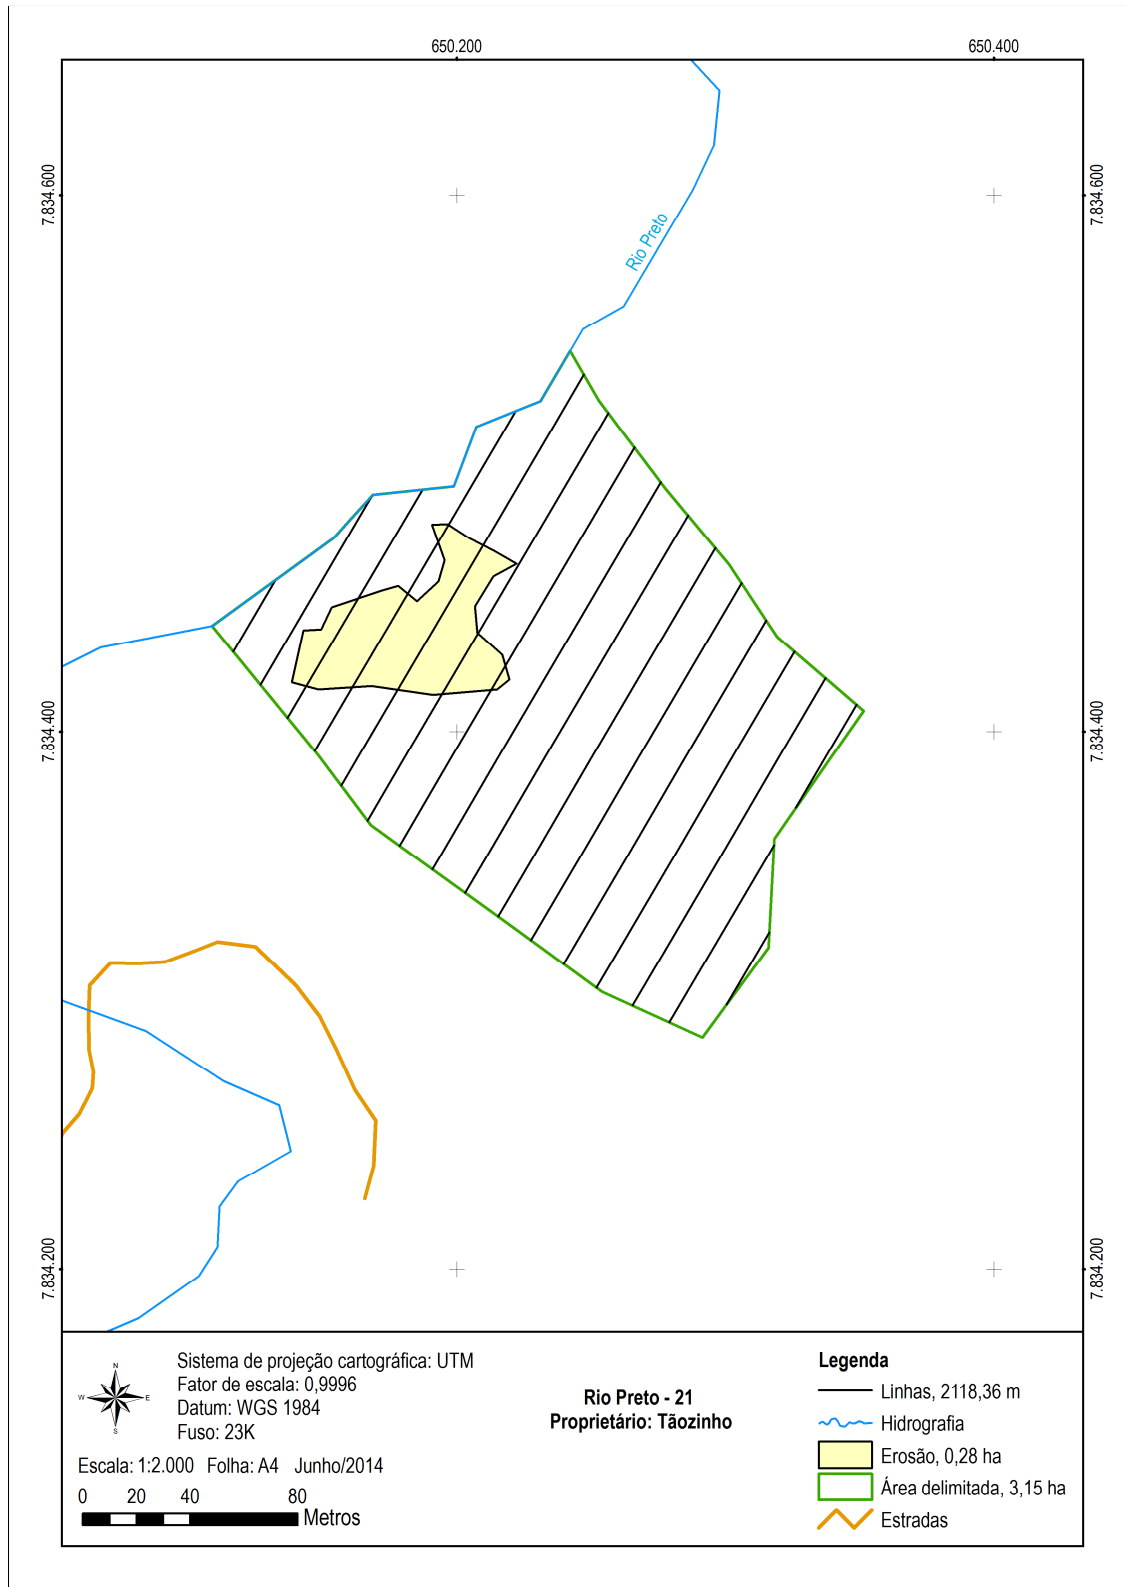 650.200
650.400
7.834.600
7.834.600
Rio Preto
7.834.400
7.834.400
7.834.200
7.834.200
N
W
E
S
Sistema de projeção cartográfica: UTM
Fator de escala: 0,9996
Datum: WGS 1984
Fuso: 23K
Escala: 1:2.000 Folha: A4 Junho/2014
0 20 40 80
Metros
Rio Preto - 21
Proprietário: Tãozinho
Legenda
Linhas, 2118,36 m
Hidrografia
Erosão, 0,28 ha
Área delimitada, 3,15 ha
Estradas